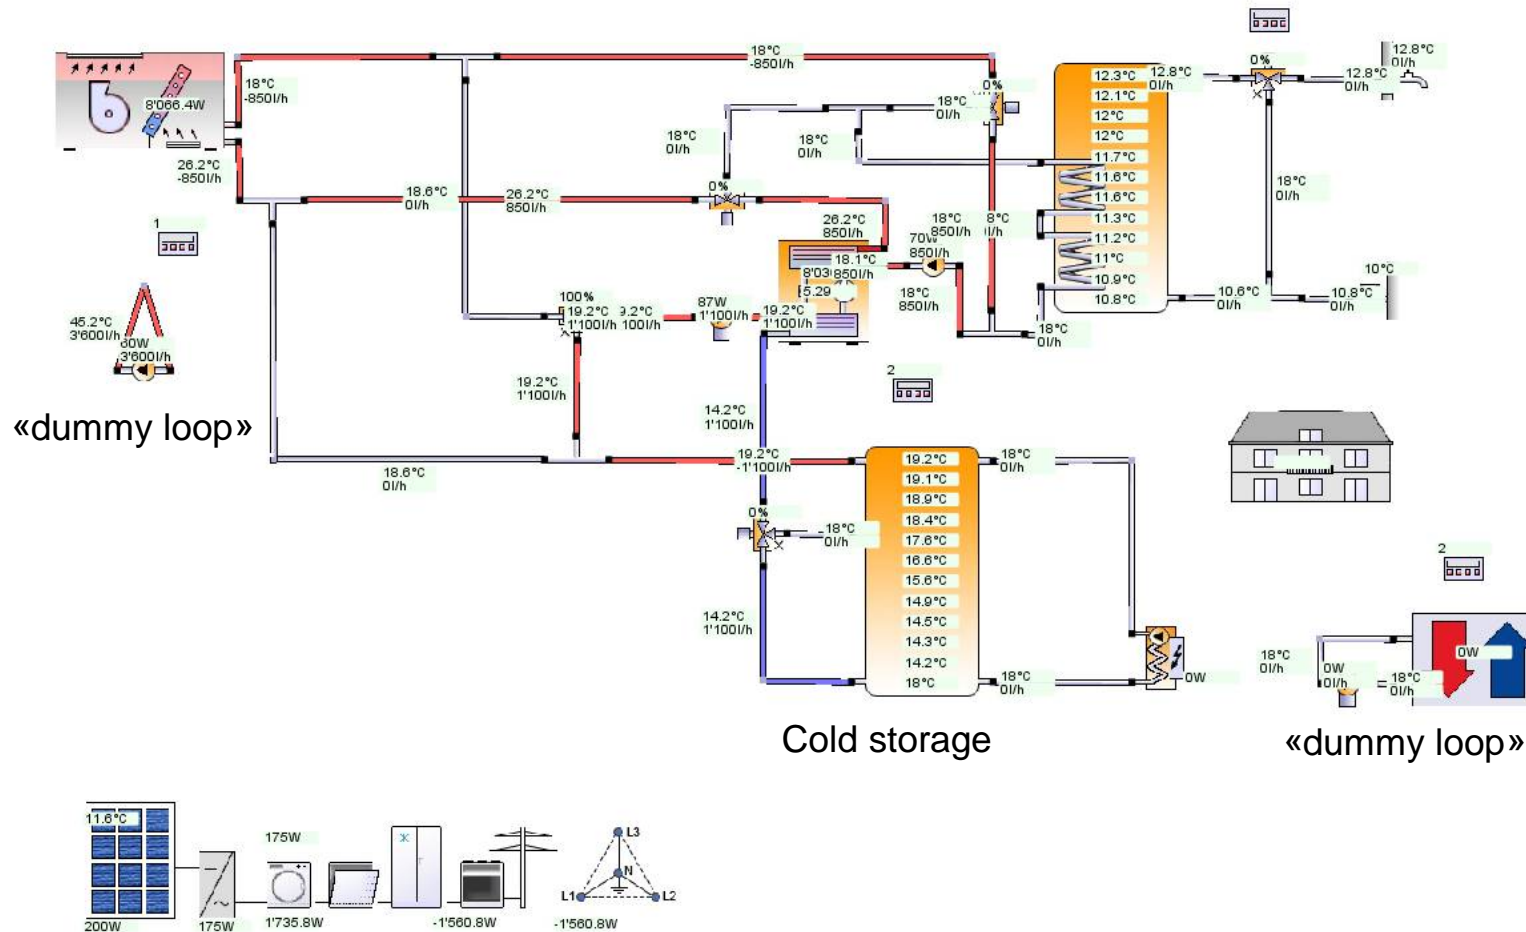 18°C
-850l/h
0%
12.8°C
0l/h
12.8°C
0l/h
12.8°C
0l/h
0%
18°C
-850l/h
8'066.4W
26.2°C
-850l/h
18°C
0l/h
18°C
0l/h
18°C
0l/h
12.3°C
12.1°C
12°C
12°C
11.7°C
11.6°C
11.6°C
11.3°C
11.2°C
11°C
10.9°C
10.8°C
18°C
0l/h
18.6°C
0l/h
26.2°C
850l/h
0%
26.2°C
850l/h
18°C
850l/h
8°C
0l/h
70W
850l/h
18.1°C
850l/h
8'03
5.29
18°C
850l/h
18°C
0l/h
10.6°C
0l/h
10.8°C
0l/h
10°C
1
45.2°C
3'600l/h
60W
3'600l/h
«dummy loop»
100%
19.2°C
1'100l/h
9.2°C
100l/h
87W
1'100l/h
19.2°C
1'100l/h
19.2°C
1'100l/h
14.2°C
1'100l/h
2
18.6°C
0l/h
19.2°C
-1'100l/h
0%
18°C
0l/h
14.2°C
1'100l/h
19.2°C
19.1°C
18.9°C
18.4°C
17.6°C
16.6°C
15.6°C
14.9°C
14.5°C
14.3°C
14.2°C
18°C
18°C
0l/h
18°C
0l/h
0W
Cold storage
2
18°C
0l/h
0W
0l/h
18°C
0l/h
0W
«dummy loop»
11.6°C
200W
175W
175W
1'735.8W
-1'560.8W
L3
N
L1
L2
-1'560.8W